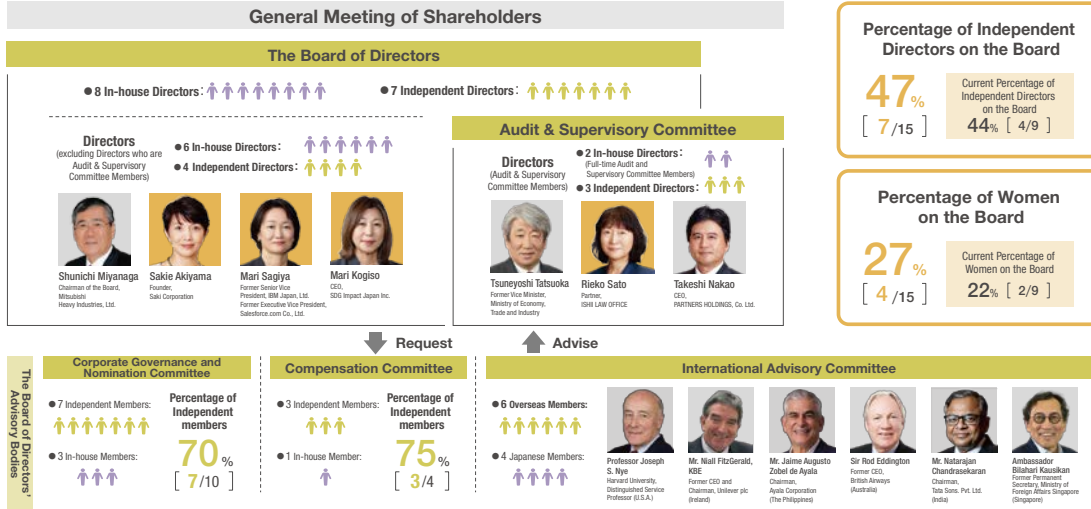 General Meeting of Shareholders
The Board of Directors
● 8 In-house Directors:
● 7 Independent Directors:
Directors
(excluding Directors who are
Audit & Supervisory
Committee Members)
● 6 In-house Directors:
● 4 Independent Directors:
Shunichi Miyanaga
Chairman of the Board,
Mitsubishi
Heavy Industries, Ltd.
Sakie Akiyama
Founder,
Saki Corporation
Mari Sagiya
Former Senior Vice
President, IBM Japan, Ltd.
Former Executive Vice President,
Salesforce.com Co., Ltd.
Mari Kogiso
CEO,
SDG Impact Japan Inc.
Audit & Supervisory Committee
Directors
(Audit & Supervisory
Committee Members)
● 2 In-house Directors:
(Full-time Audit and
Supervisory Committee Members)
● 3 Independent Directors:
Tsuneyoshi Tatsuoka
Former Vice Minister,
Ministry of Economy,
Trade and Industry
Rieko Sato
Partner,
ISHII LAW OFFICE
Takeshi Nakao
CEO,
PARTNERS HOLDINGS, Co. Ltd.
Percentage of Independent
Directors on the Board
47%
[ 7/15 ]
Current Percentage of
Independent Directors
on the Board
44% [ 4/9 ]
Percentage of Women
on the Board
27%
[ 4/15 ]
Current Percentage of
Women on the Board
22% [ 2/9 ]
Request
Advise
The Board of Directors'
Advisory Bodies
Corporate Governance and
Nomination Committee
● 7 Independent Members:
● 3 In-house Members:
Percentage of
Independent
members
70%
[ 7/10 ]
Compensation Committee
● 3 Independent Members:
● 1 In-house Member:
Percentage of
Independent
members
75%
[ 3/4 ]
International Advisory Committee
● 6 Overseas Members:
● 4 Japanese Members:
Professor Joseph
S. Nye
Harvard University,
Distinguished Service
Professor (U.S.A.)
Mr. Niall FitzGerald,
KBE
Former CEO and
Chairman, Unilever plc
(Ireland)
Mr. Jaime Augusto
Zobel de Ayala
Chairman,
Ayala Corporation
(The Philippines)
Sir Rod Eddington
Former CEO,
British Airways
(Australia)
Mr. Natarajan
Chandrasekaran
Chairman,
Tata Sons. Pvt. Ltd.
(India)
Ambassador
Bilahari Kausikan
Former Permanent
Secretary, Ministry of
Foreign Affairs Singapore
(Singapore)